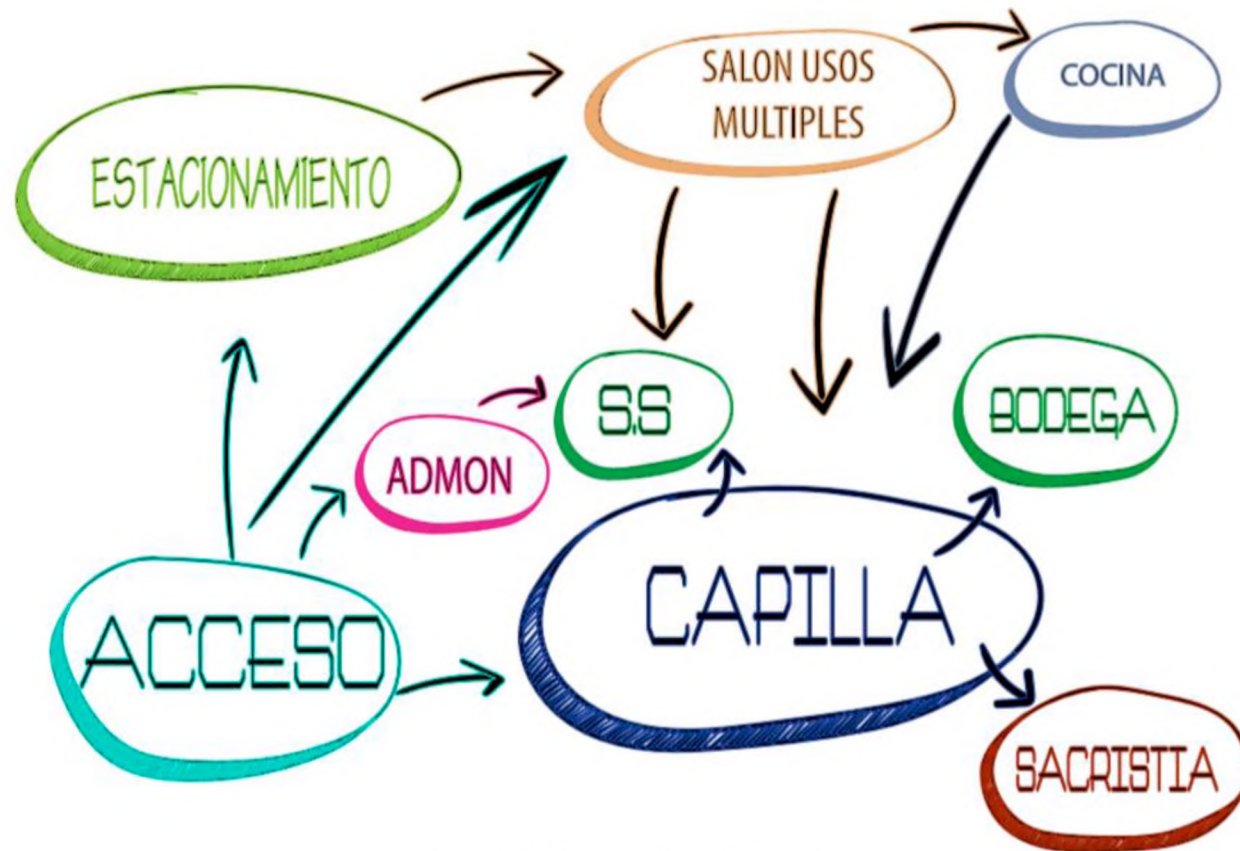 SALON USOS
MULTIPLES
COCINA
ESTACIONAMIENTO
S.S
BODEGA
ADMON
CAPILLA
ACCESO
SACRISTIA